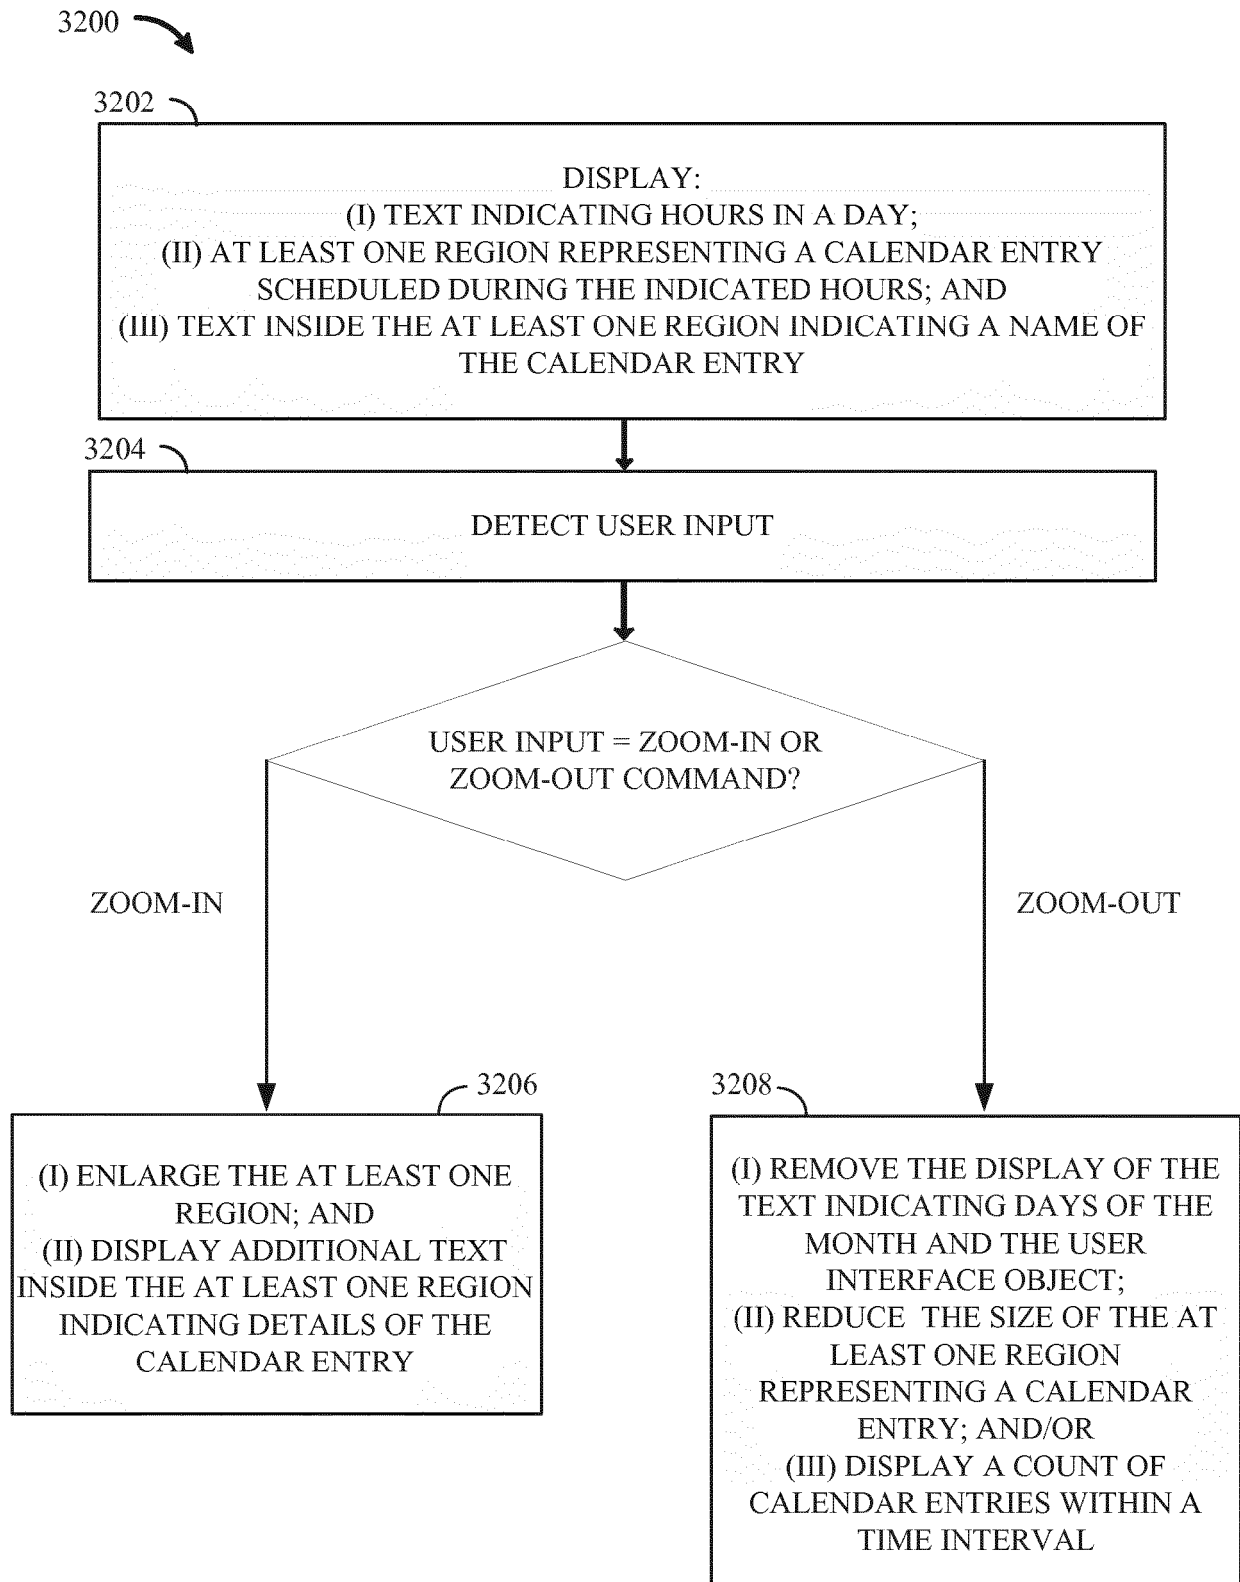 3200
3202
DISPLAY:
(I) TEXT INDICATING HOURS IN A DAY;
(II) AT LEAST ONE REGION REPRESENTING A CALENDAR ENTRY
SCHEDULED DURING THE INDICATED HOURS; AND
(III) TEXT INSIDE THE AT LEAST ONE REGION INDICATING A NAME OF
THE CALENDAR ENTRY
3204
DETECT USER INPUT
USER INPUT = ZOOM-IN OR
ZOOM-OUT COMMAND?
ZOOM-IN
ZOOM-OUT
3206
(I) ENLARGE THE AT LEAST ONE
REGION; AND
(II) DISPLAY ADDITIONAL TEXT
INSIDE THE AT LEAST ONE REGION
INDICATING DETAILS OF THE
CALENDAR ENTRY
3208
(I) REMOVE THE DISPLAY OF THE
TEXT INDICATING DAYS OF THE
MONTH AND THE USER
INTERFACE OBJECT;
(II) REDUCE THE SIZE OF THE AT
LEAST ONE REGION
REPRESENTING A CALENDAR
ENTRY; AND/OR
(III) DISPLAY A COUNT OF
CALENDAR ENTRIES WITHIN A
TIME INTERVAL